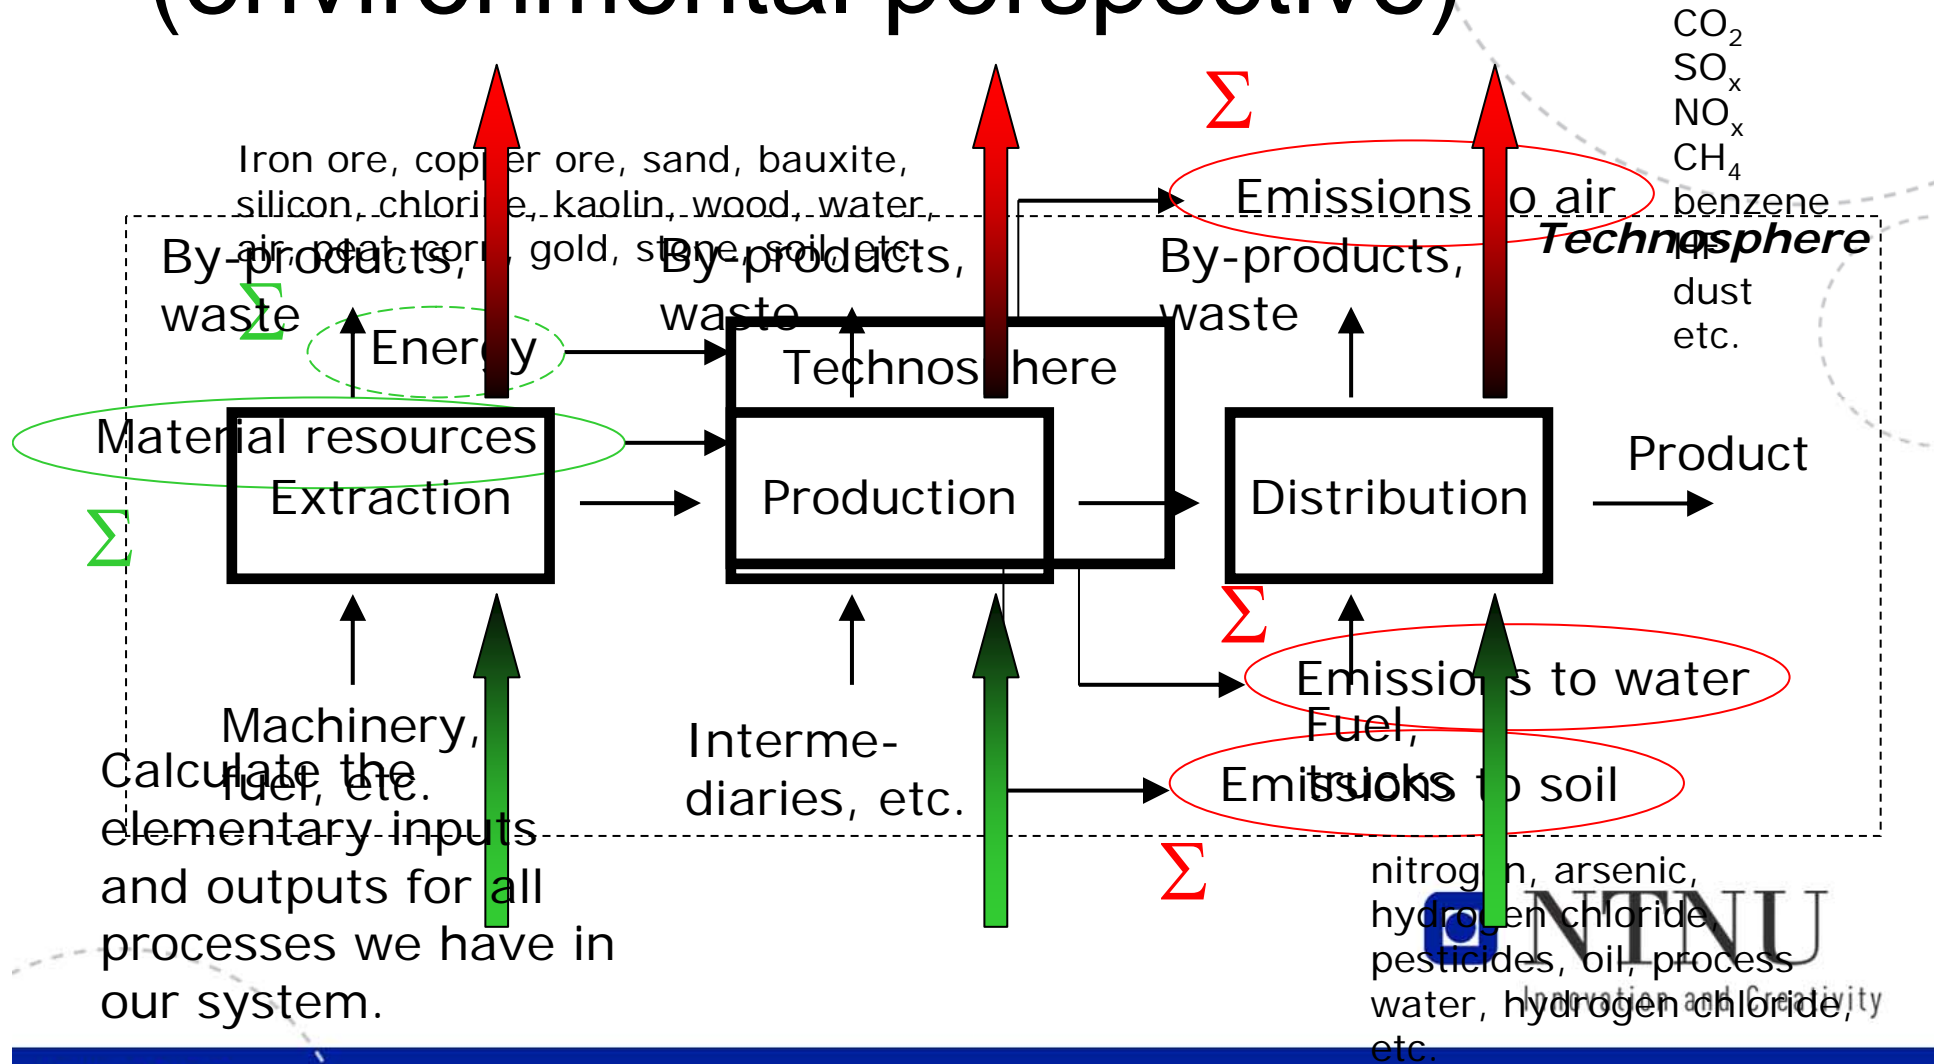 (environmental perspective)
CO2
SOx
NOx
CH4
benzene
HF
dust
etc.
Σ
Iron ore, copper ore, sand, bauxite,
silicon, chlorine, kaolin, wood, water,
air, peat, corn, gold, stone, soil, etc.
Emissions to air
Technosphere
By-products,
waste
By-products,
waste
By-products,
waste
Σ
Energy
Technosphere
Material resources
Product
Extraction
Production
Distribution
Σ
Σ
Emissions to water
Machinery,
fuel, etc.
Interme-
diaries, etc.
Fuel,
trucks
Emissions to soil
Calculate the
elementary inputs
and outputs for all
processes we have in
our system.
Σ
nitrogen, arsenic,
hydrogen chloride,
pesticides, oil, process
water, hydrogen chloride,
etc.
NTNU
Innovation and Creativity